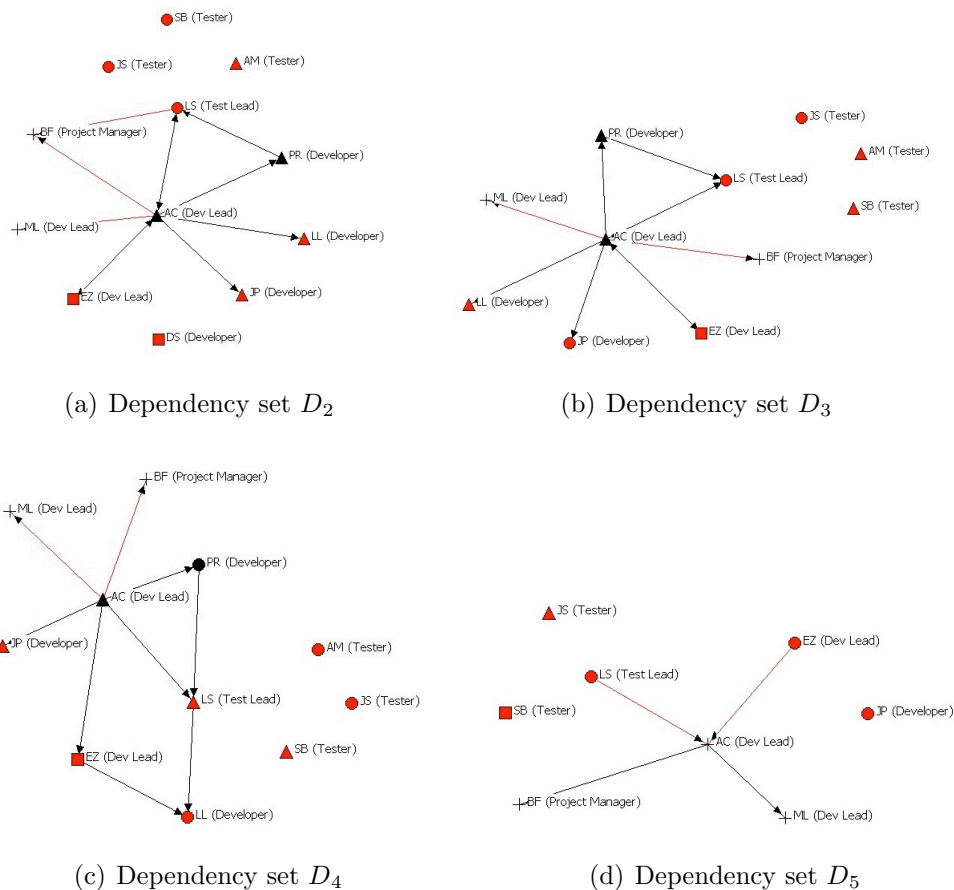 SB (Tester)
JS (Tester)
AM (Tester)
LS (Test Lead)
BF (Project Manager)
PR (Developer)
AC (Dev Lead)
ML (Dev Lead)
LL (Developer)
EZ (Dev Lead)
JP (Developer)
DS (Developer)
(a) Dependency set D₂
JS (Tester)
PR (Developer)
AM (Tester)
LS (Test Lead)
ML (Dev Lead)
SB (Tester)
AC (Dev Lead)
BF (Project Manager)
LL (Developer)
EZ (Dev Lead)
JP (Developer)
(b) Dependency set D₃
BF (Project Manager)
ML (Dev Lead)
PR (Developer)
AC (Dev Lead)
JP (Developer)
AM (Tester)
LS (Test Lead)
JS (Tester)
SB (Tester)
EZ (Dev Lead)
LL (Developer)
(c) Dependency set D₄
JS (Tester)
EZ (Dev Lead)
LS (Test Lead)
SB (Tester)
JP (Developer)
AC (Dev Lead)
BF (Project Manager)
ML (Dev Lead)
(d) Dependency set D₅